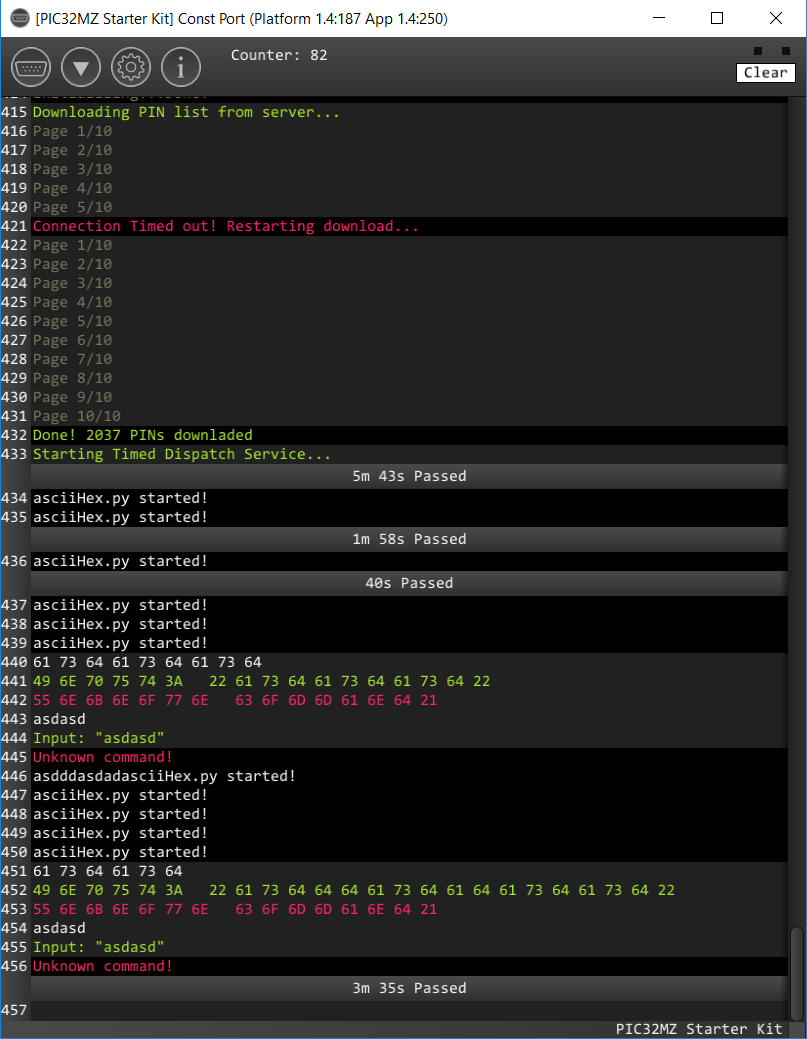 [PIC32MZ Starter Kit] Const Port (Platform 1.4:187 App 1.4:250)
Counter: 82
Clear
415 Downloading PIN list from server...
416 Page 1/10
417 Page 2/10
418 Page 3/10
419 Page 4/10
420 Page 5/10
421 Connection Timed out! Restarting download...
422 Page 1/10
423 Page 2/10
424 Page 3/10
425 Page 4/10
426 Page 5/10
427 Page 6/10
428 Page 7/10
429 Page 8/10
430 Page 9/10
431 Page 10/10
432 Done! 2037 PINs downladed
433 Starting Timed Dispatch Service...
5m 43s Passed
434 asciiHex.py started!
435 asciiHex.py started!
1m 58s Passed
436 asciiHex.py started!
40s Passed
437 asciiHex.py started!
438 asciiHex.py started!
439 asciiHex.py started!
440 61 73 64 61 73 64 61 73 64
441 49 6E 70 75 74 3A   22 61 73 64 61 73 64 61 73 64 22
442 55 6E 6B 6E 6F 77 6E   63 6F 6D 6D 61 6E 64 21
443 asdasd
444 Input: "asdasd"
445 Unknown command!
446 asdddasdadasciiHex.py started!
447 asciiHex.py started!
448 asciiHex.py started!
449 asciiHex.py started!
450 asciiHex.py started!
451 61 73 64 61 73 64
452 49 6E 70 75 74 3A   22 61 73 64 64 64 61 73 64 61 64 61 73 64 61 73 64 22
453 55 6E 6B 6E 6F 77 6E   63 6F 6D 6D 61 6E 64 21
454 asdasd
455 Input: "asdasd"
456 Unknown command!
3m 35s Passed
457
PIC32MZ Starter Kit